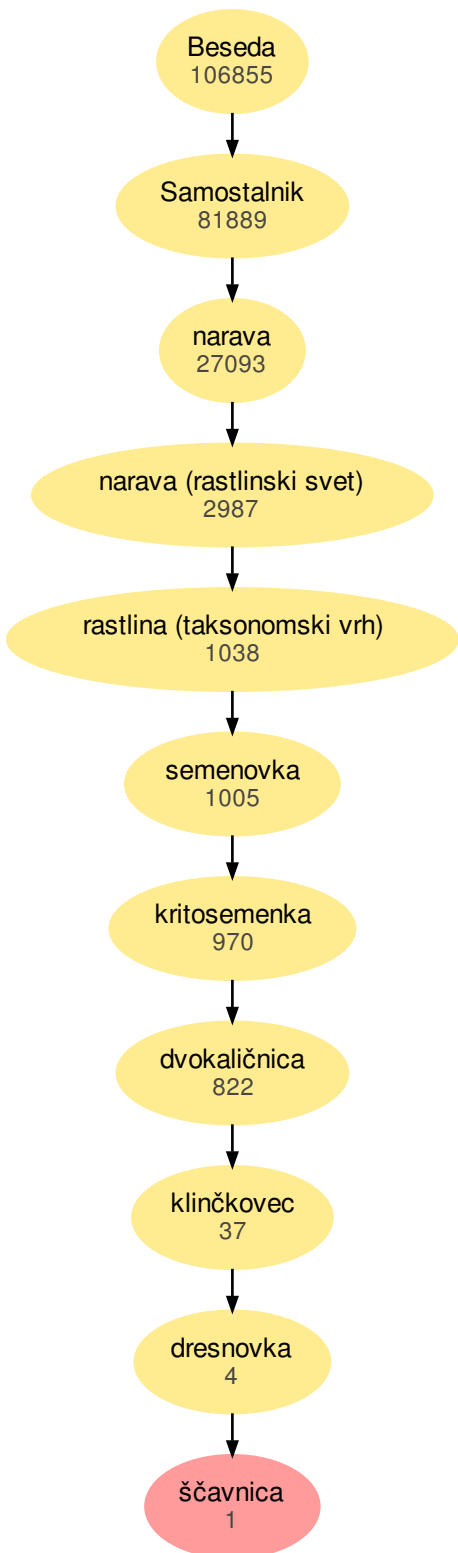 Beseda
106855
Samostalnik
81889
narava
27093
narava (rastlinski svet)
2987
rastlina (taksonomski vrh)
1038
semenovka
1005
kritosemenka
970
dvokaličnica
822
klinčkovec
37
dresnovka
4
ščavnica
1